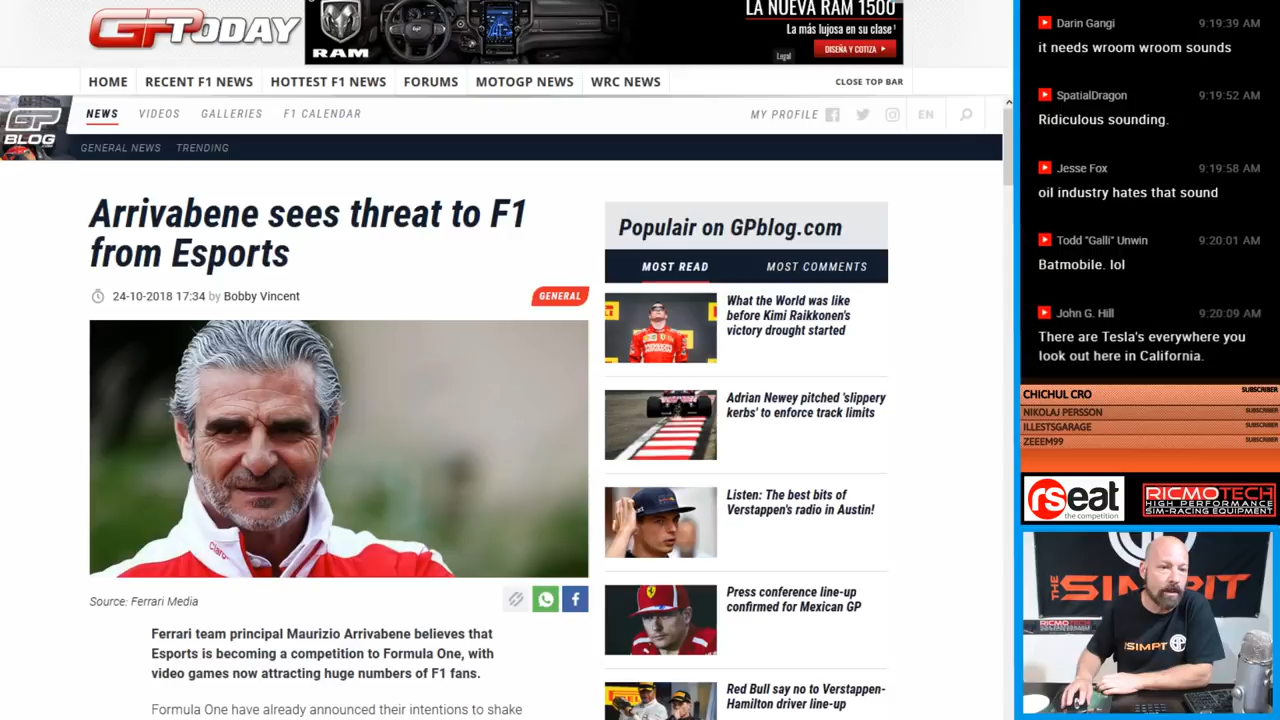 GPTODAY
RAM
LA NUEVA RAM 1500
La más lujosa en su clase¹
Legal
DISEÑA Y COTIZA
HOME
RECENT F1 NEWS
HOTTEST F1 NEWS
FORUMS
MOTOGP NEWS
WRC NEWS
CLOSE TOP BAR
GP
BLOG.com
NEWS
VIDEOS
GALLERIES
F1 CALENDAR
MY PROFILE
EN
GENERAL NEWS
TRENDING
Arrivabene sees threat to F1
from Esports
24-10-2018 17:34 by Bobby Vincent
GENERAL
Claro
Source: Ferrari Media
Ferrari team principal Maurizio Arrivabene believes that
Esports is becoming a competition to Formula One, with
video games now attracting huge numbers of F1 fans.
Formula One have already announced their intentions to shake
Populair on GPblog.com
MOST READ
MOST COMMENTS
What the World was like
before Kimi Raikkonen's
victory drought started
Adrian Newey pitched 'slippery
kerbs' to enforce track limits
Listen: The best bits of
Verstappen's radio in Austin!
Press conference line-up
confirmed for Mexican GP
Red Bull say no to Verstappen-
Hamilton driver line-up
Darin Gangi 9:19:39 AM
it needs wroom wroom sounds
SpatialDragon 9:19:52 AM
Ridiculous sounding.
Jesse Fox 9:19:58 AM
oil industry hates that sound
Todd "Galli" Unwin 9:20:01 AM
Batmobile. lol
John G. Hill 9:20:09 AM
There are Tesla's everywhere you
look out here in California.
CHICHUL CRO SUBSCRIBER
NIKOLAJ PERSSON SUBSCRIBER
ILLESTSGARAGE SUBSCRIBER
ZEEEM99 SUBSCRIBER
rseat
the competition
RICMOTECH
HIGH PERFORMANCE
SIM-RACING EQUIPMENT
THE
SIMPIT
RICMOTECH